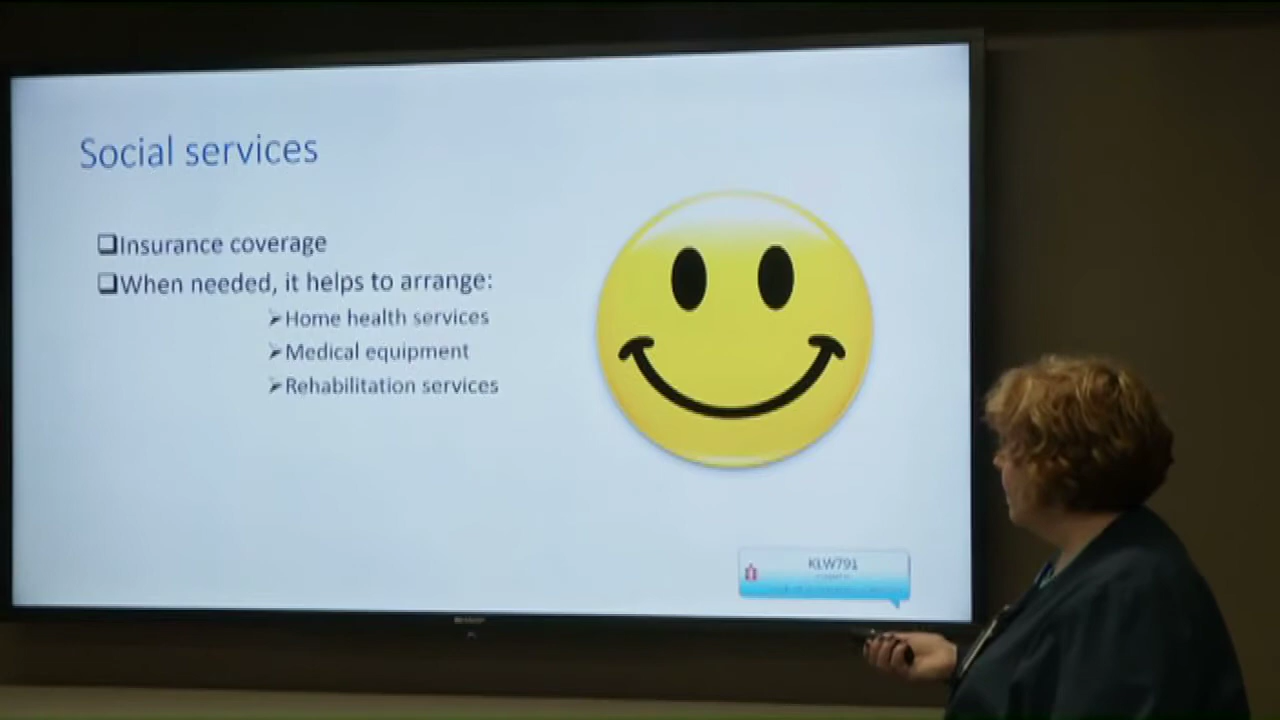 Social services
❑Insurance coverage
❑When needed, it helps to arrange:
➢Home health services
➢Medical equipment
➢Rehabilitation services
KLW791